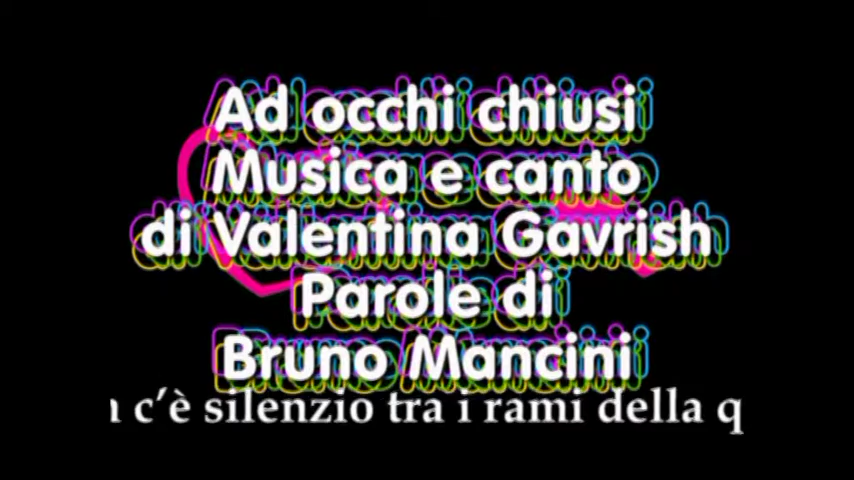 Ad occhi chiusi
Musica e canto
di Valentina Gavrish
Parole di
Bruno Mancini
c’è silenzio tra i rami della